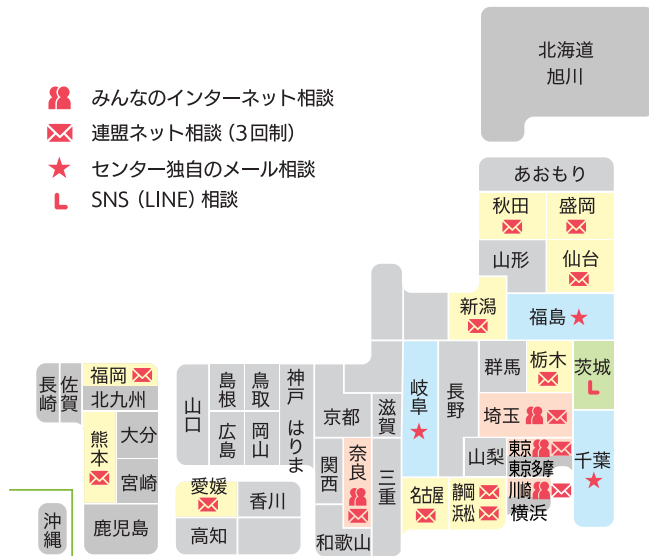 北海道
旭川
みんなのインターネット相談
連盟ネット相談(3回制)
センター独自のメール相談
SNS(LINE)相談
あおもり
秋田
盛岡
山形
仙台
新潟
福島
福岡
北九州
長崎
佐賀
熊本
大分
宮崎
鹿児島
沖縄
山口
島根
鳥取
広島
岡山
神戸 はりま
京都
滋賀
岐阜
長野
群馬
栃木
茨城
埼玉
山梨
東京
東京多摩
川崎
横浜
千葉
関西
奈良
三重
名古屋
静岡
浜松
和歌山
愛媛
香川
高知